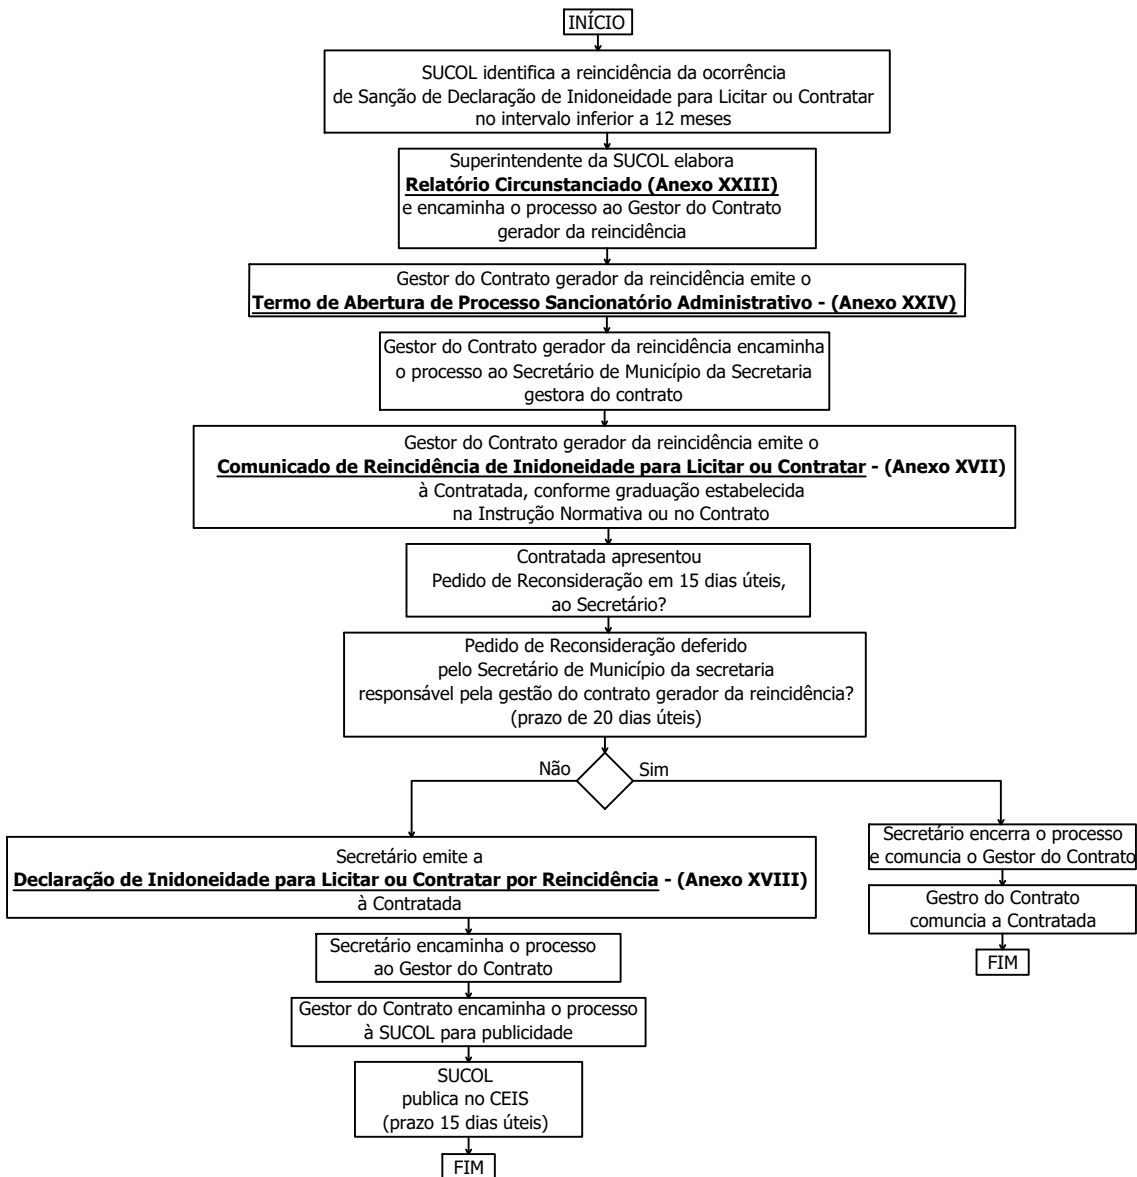 INÍCIO
SUCOL identifica a reincidência da ocorrência
de Sanção de Declaração de Inidoneidade para Licitar ou Contratar
no intervalo inferior a 12 meses
Superintendente da SUCOL elabora
Relatório Circunstanciado (Anexo XXIII)
e encaminha o processo ao Gestor do Contrato
gerador da reincidência
Gestor do Contrato gerador da reincidência emite o
Termo de Abertura de Processo Sancionatório Administrativo - (Anexo XXIV)
Gestor do Contrato gerador da reincidência encaminha
o processo ao Secretário de Município da Secretaria
gestora do contrato
Gestor do Contrato gerador da reincidência emite o
Comunicado de Reincidência de Inidoneidade para Licitar ou Contratar - (Anexo XVII)
à Contratada, conforme graduação estabelecida
na Instrução Normativa ou no Contrato
Contratada apresentou
Pedido de Reconsideração em 15 dias úteis,
ao Secretário?
Pedido de Reconsideração deferido
pelo Secretário de Município da secretaria
responsável pela gestão do contrato gerador da reincidência?
(prazo de 20 dias úteis)
Não
Sim
Secretário emite a
Declaração de Inidoneidade para Licitar ou Contratar por Reincidência - (Anexo XVIII)
à Contratada
Secretário encaminha o processo
ao Gestor do Contrato
Gestor do Contrato encaminha o processo
à SUCOL para publicidade
SUCOL
publica no CEIS
(prazo 15 dias úteis)
FIM
Secretário encerra o processo
e comuncia o Gestor do Contrato
Gestro do Contrato
comuncia a Contratada
FIM